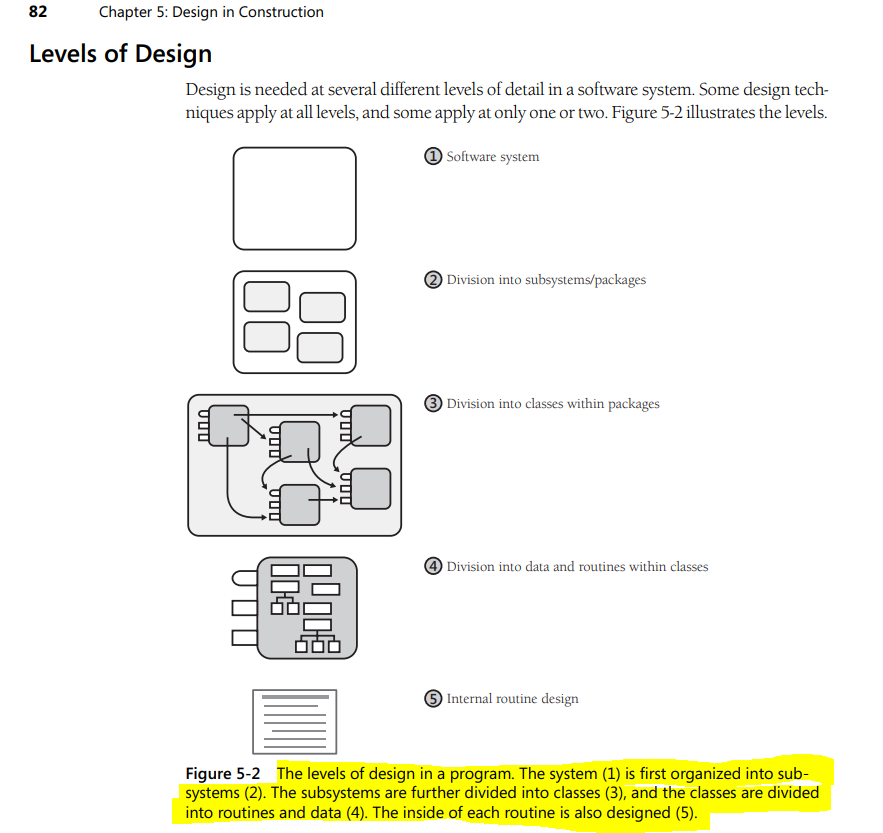 82 Chapter 5: Design in Construction
Levels of Design
Design is needed at several different levels of detail in a software system. Some design tech-
niques apply at all levels, and some apply at only one or two. Figure 5-2 illustrates the levels.
1 Software system
2 Division into subsystems/packages
3 Division into classes within packages
4 Division into data and routines within classes
5 Internal routine design
Figure 5-2 The levels of design in a program. The system (1) is first organized into sub-
systems (2). The subsystems are further divided into classes (3), and the classes are divided
into routines and data (4). The inside of each routine is also designed (5).